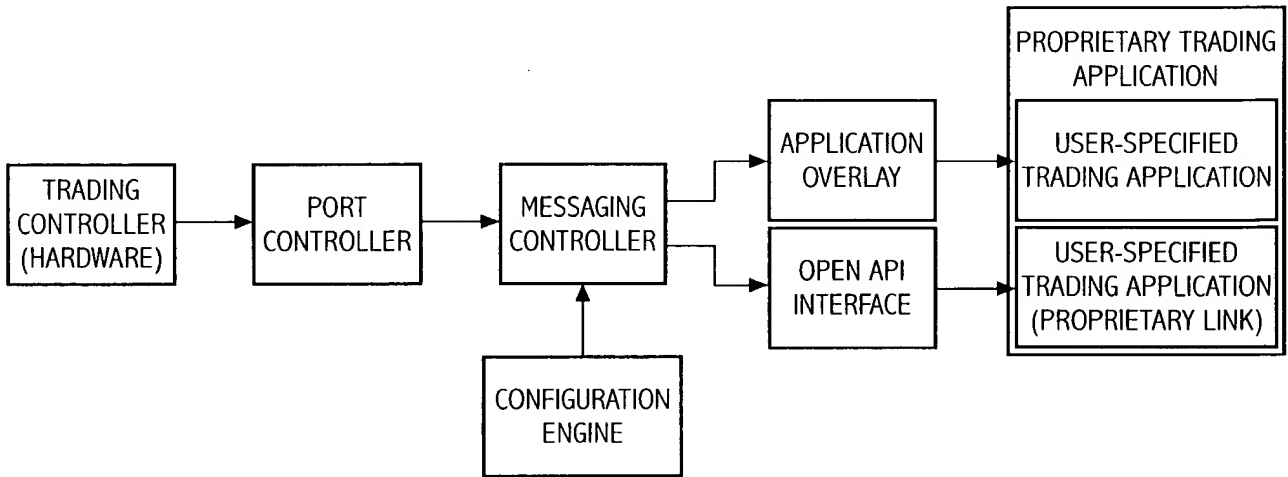 PROPRIETARY TRADING
APPLICATION
USER-SPECIFIED
TRADING APPLICATION
USER-SPECIFIED
TRADING APPLICATION
(PROPRIETARY LINK)
APPLICATION
OVERLAY
OPEN API
INTERFACE
TRADING
CONTROLLER
(HARDWARE)
PORT
CONTROLLER
MESSAGING
CONTROLLER
CONFIGURATION
ENGINE